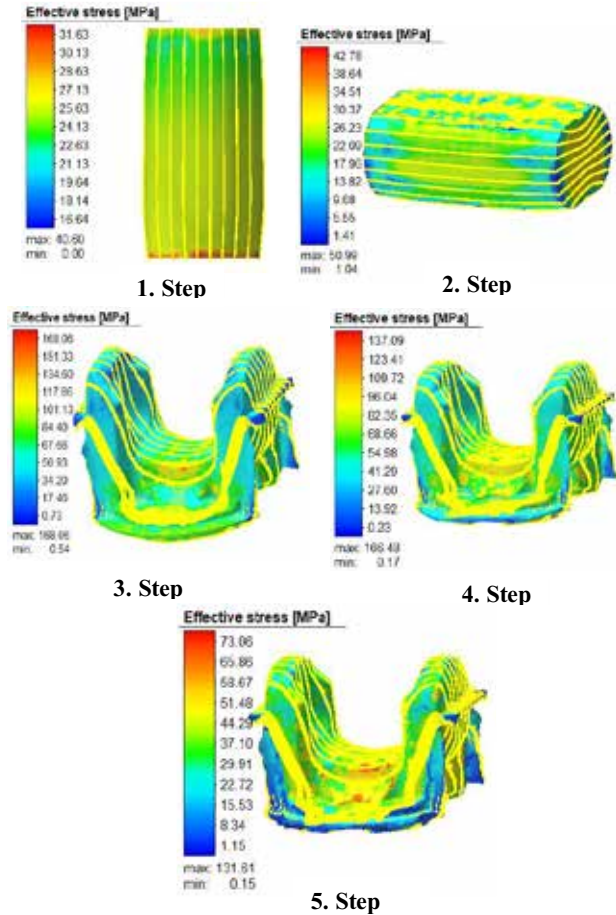 Effective stress [MPa]
31.63
30.13
28.63
27.13
25.63
24.13
22.63
21.13
19.64
18.14
16.64
max: 40.60
min: 0.00
1. Step
Effective stress [MPa]
42.78
38.64
34.51
30.37
26.23
22.09
17.96
13.82
9.68
5.55
1.41
max: 50.99
min: 1.04
2. Step
Effective stress [MPa]
168.06
151.33
134.60
117.86
101.13
84.40
67.66
50.93
34.20
17.46
0.73
max: 168.06
min: 0.54
3. Step
Effective stress [MPa]
137.09
123.41
109.72
96.04
82.35
68.66
54.98
41.29
27.60
13.92
0.23
max: 166.49
min: 0.17
4. Step
Effective stress [MPa]
73.06
65.86
58.67
51.48
44.29
37.10
29.91
22.72
15.53
8.34
1.15
max: 131.61
min: 0.15
5. Step